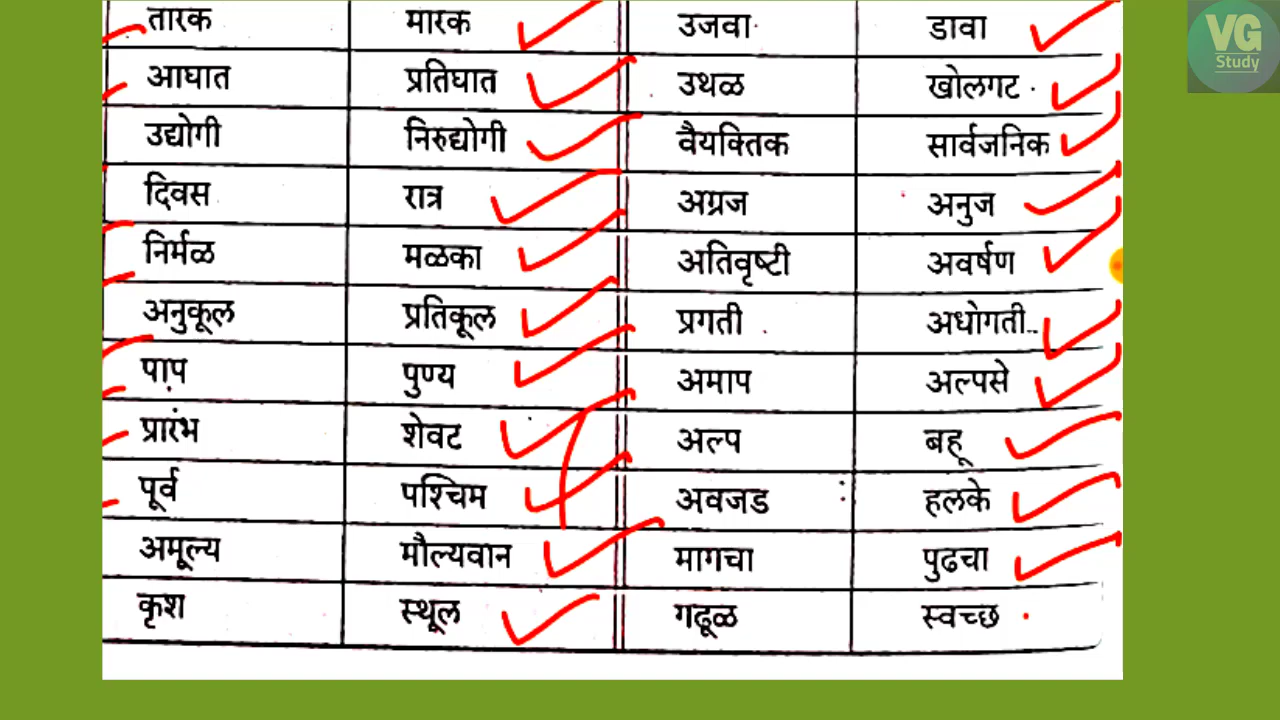 तारक मारक उजवा डावा
आघात प्रतिघात उथळ खोलगट
उद्योगी निरुद्योगी वैयक्तिक सार्वजनिक
दिवस रात्र अग्रज अनुज
निर्मळ मळका अतिवृष्टी अवर्षण
अनुकूल प्रतिकूल प्रगती अधोगती..
पाप पुण्य अमाप अल्पसे
प्रारंभ शेवट अल्प बहू
पूर्व पश्चिम अवजड हलके
अमूल्य मौल्यवान मागचा पुढचा
कृश स्थूल गढूळ स्वच्छ
VG
Study